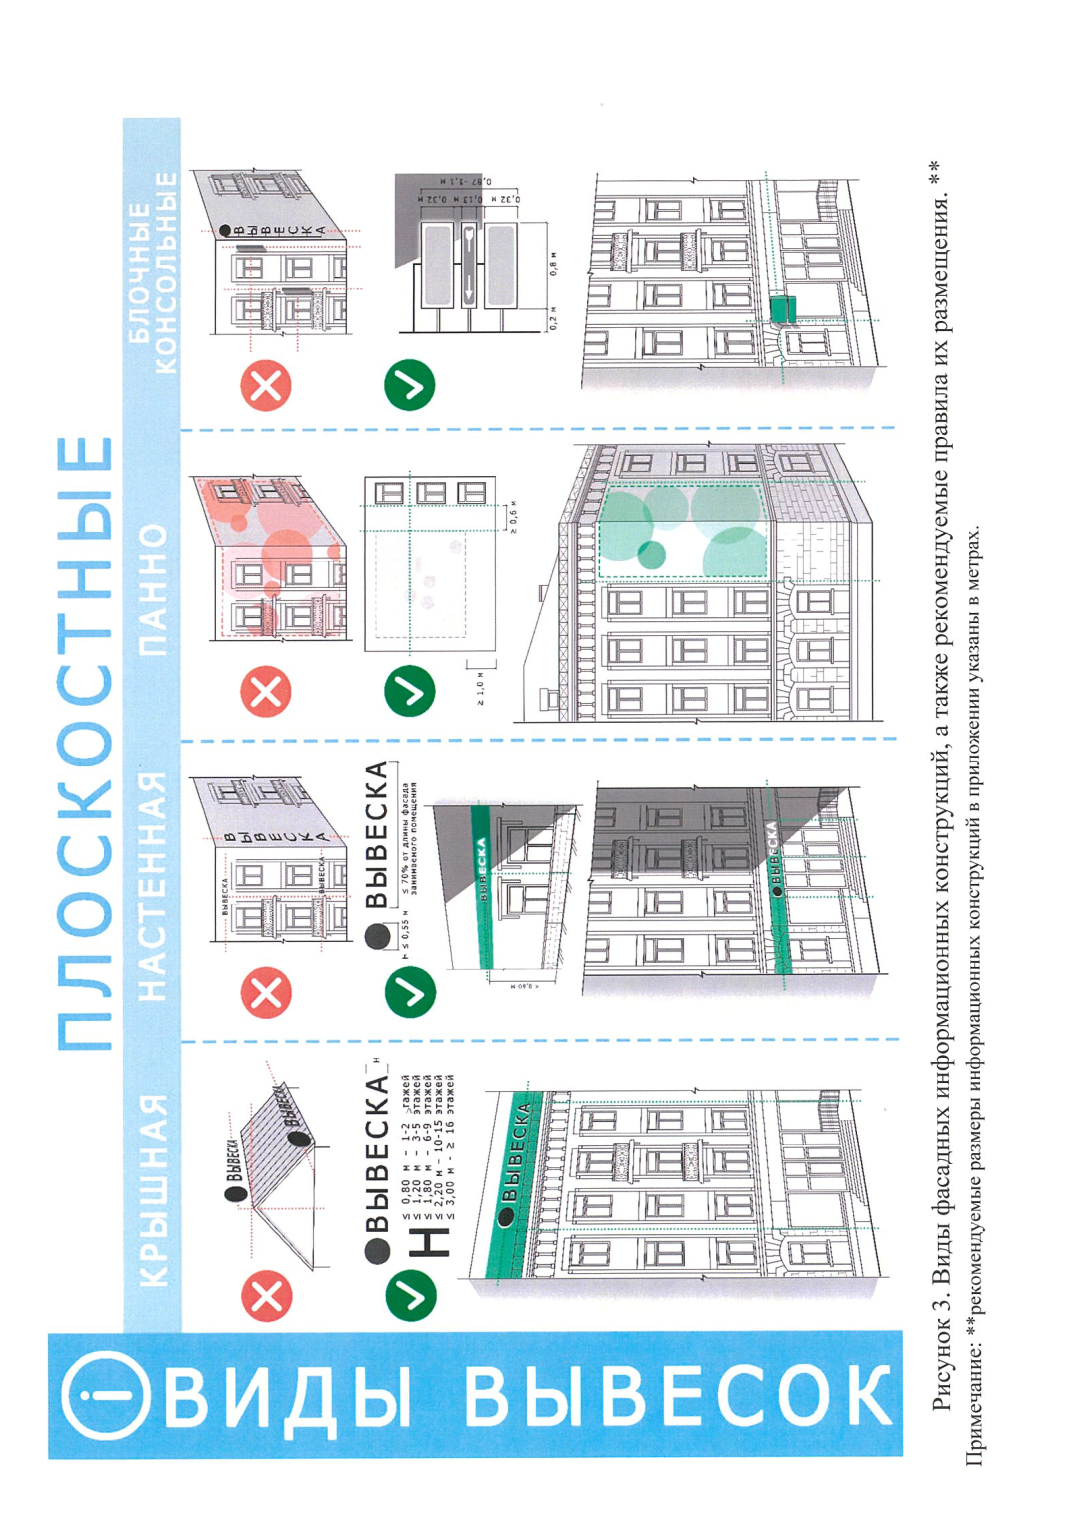 ВИДЫ ВЫВЕСОК
ПЛОСКОСТНЫЕ
КРЫШНАЯ
НАСТЕННАЯ
ПАННО
БЛОЧНЫЕ
КОНСОЛЬНЫЕ
ВЫВЕСКА
ВЫВЕСКА
ВЫВЕСКА
Н
Н
≤ 0,80 м – 1-2 этажей
≤ 1,20 м – 3-5 этажей
≤ 1,80 м – 6-9 этажей
≤ 2,20 м – 10-15 этажей
≤ 3,00 м - ≥ 16 этажей
ВЫВЕСКА
ВЫВЕСКА
ВЫВЕСКА
ВЫВЕСКА
ВЫВЕСКА
Н ≤ 0,55 м
≤ 70% от длины фасада
занимаемого помещения
ВЫВЕСКА
< 0,60 м
ВЫВЕСКА
≥ 1,0 м
≥ 0,6 м
ВЫВЕСКА
0,32 м
0,13 м
0,32 м
0,97 -1,1 м
0,2 м
0,8 м
Рисунок 3. Виды фасадных информационных конструкций, а также рекомендуемые правила их размещения. **
Примечание: **рекомендуемые размеры информационных конструкций в приложении указаны в метрах.